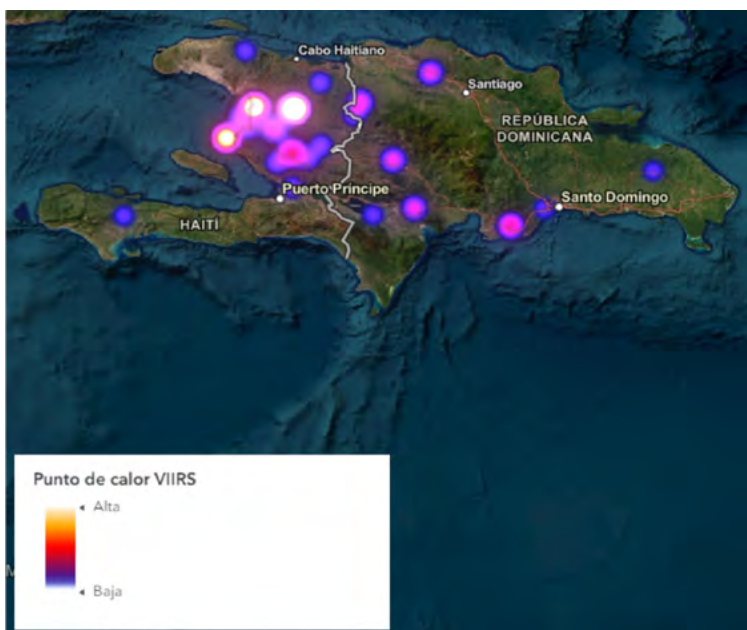 Cabo Haitiano
Santiago
REPÚBLICA
DOMINICANA
Puerto Príncipe
Santo Domingo
HAITÍ
Punto de calor VIIRS
Alta
Baja